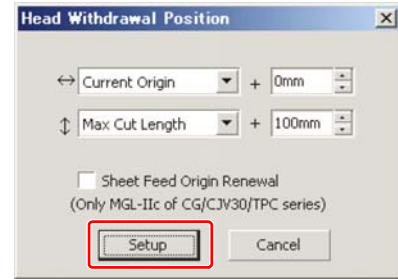 Head Withdrawal Position
Current Origin + 0mm
Max Cut Length + 100mm
Sheet Feed Origin Renewal
(Only MGL-IIc of CG/CJV30/TPC series)
Setup Cancel